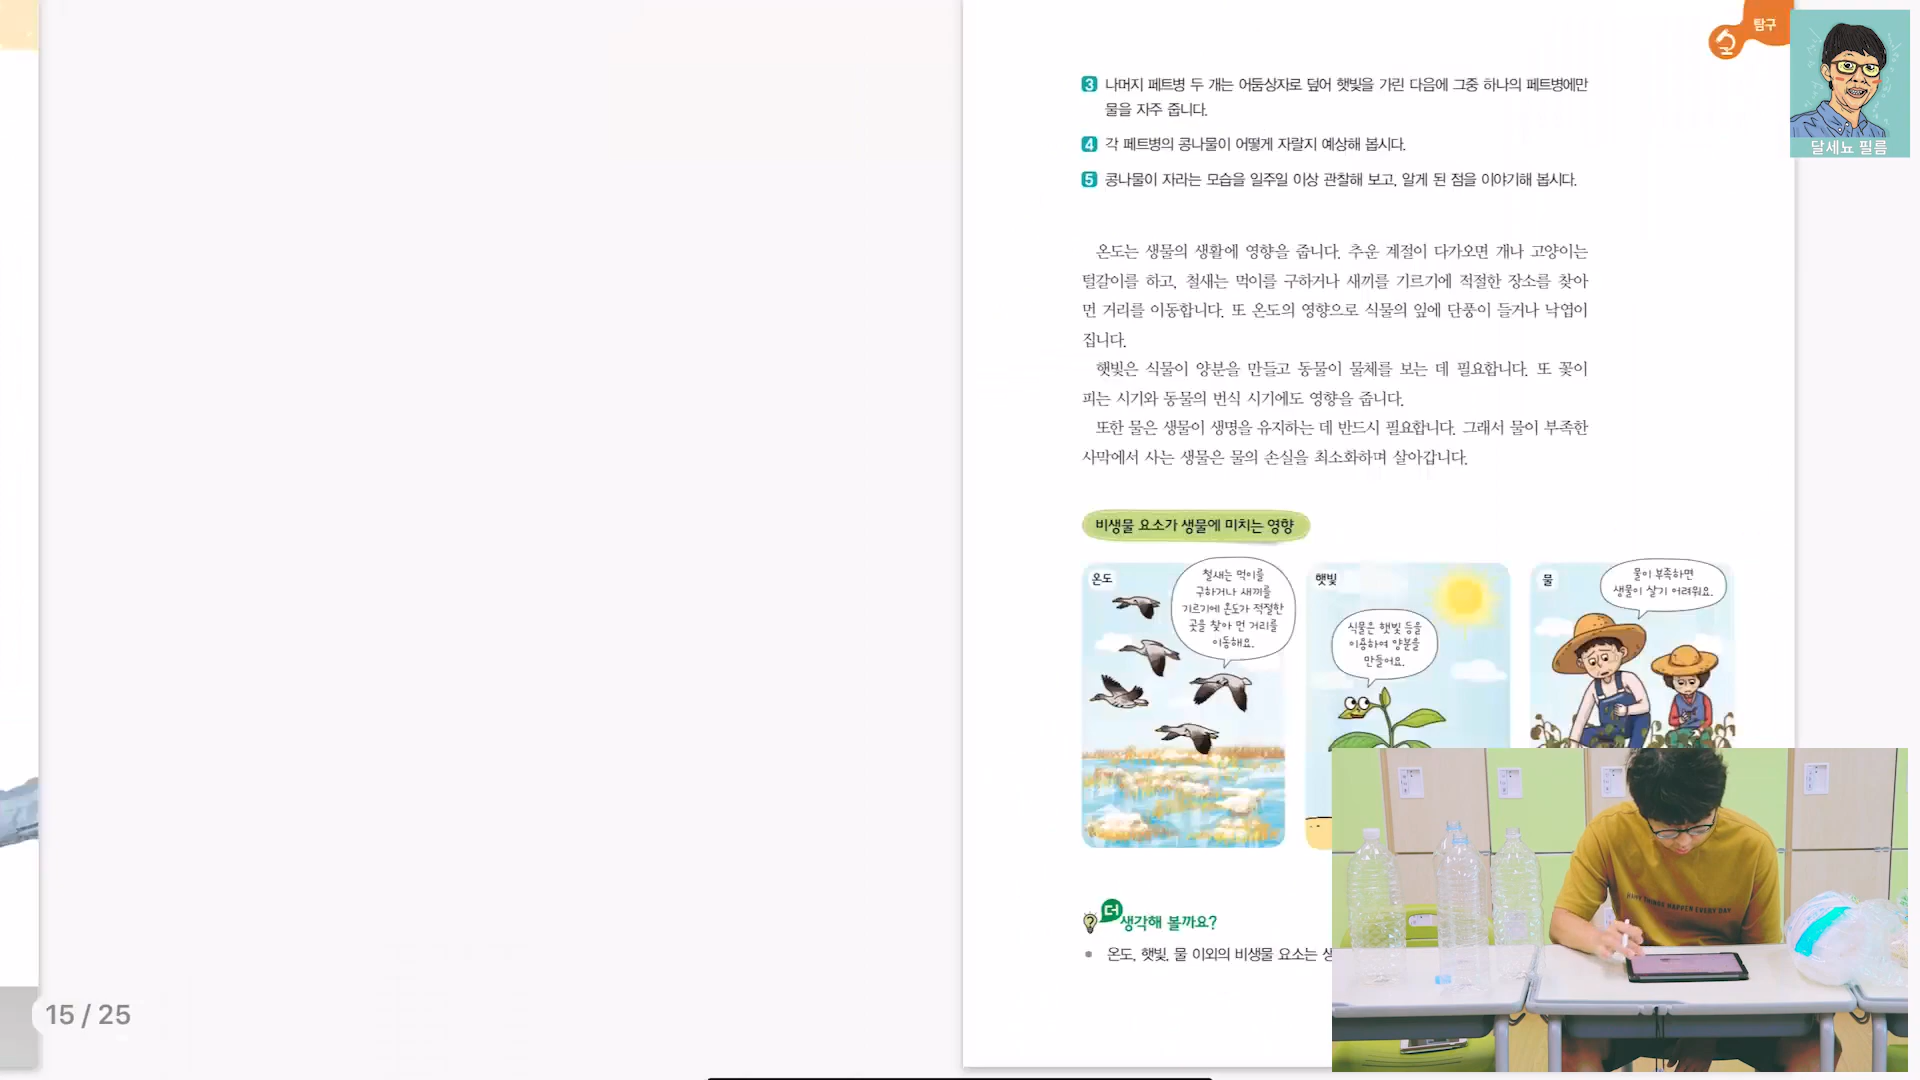 탐구
달세뇨 필름
3 나머지 페트병 두 개는 어둠상자로 덮어 햇빛을 가린 다음에 그중 하나의 페트병에만
물을 자주 줍니다.
4 각 페트병의 콩나물이 어떻게 자랄지 예상해 봅시다.
5 콩나물이 자라는 모습을 일주일 이상 관찰해 보고, 알게 된 점을 이야기해 봅시다.
온도는 생물의 생활에 영향을 줍니다. 추운 계절이 다가오면 개나 고양이는
털갈이를 하고, 철새는 먹이를 구하거나 새끼를 기르기에 적절한 장소를 찾아
먼 거리를 이동합니다. 또 온도의 영향으로 식물의 잎에 단풍이 들거나 낙엽이
집니다.
햇빛은 식물이 양분을 만들고 동물이 물체를 보는 데 필요합니다. 또 꽃이
피는 시기와 동물의 번식 시기에도 영향을 줍니다.
또한 물은 생물이 생명을 유지하는 데 반드시 필요합니다. 그래서 물이 부족한
사막에서 사는 생물은 물의 손실을 최소화하며 살아갑니다.
비생물 요소가 생물에 미치는 영향
온도
철새는 먹이를
구하거나 새끼를
기르기에 온도가 적절한
곳을 찾아 먼 거리를
이동해요.
햇빛
식물은 햇빛 등을
이용하여 양분을
만들어요.
물
물이 부족하면
생물이 살기 어려워요.
더 생각해 볼까요?
• 온도, 햇빛, 물 이외의 비생물 요소는 생
15 / 25